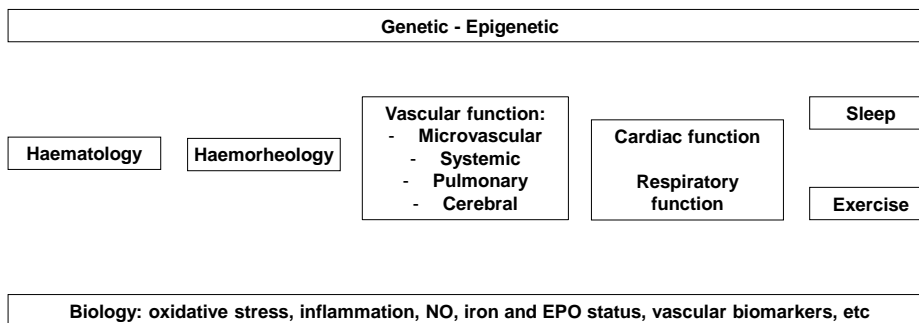 Genetic - Epigenetic
Haematology
Haemorheology
Vascular function:
- Microvascular
- Systemic
- Pulmonary
- Cerebral
Cardiac function
Respiratory
function
Sleep
Exercise
Biology: oxidative stress, inflammation, NO, iron and EPO status, vascular biomarkers, etc